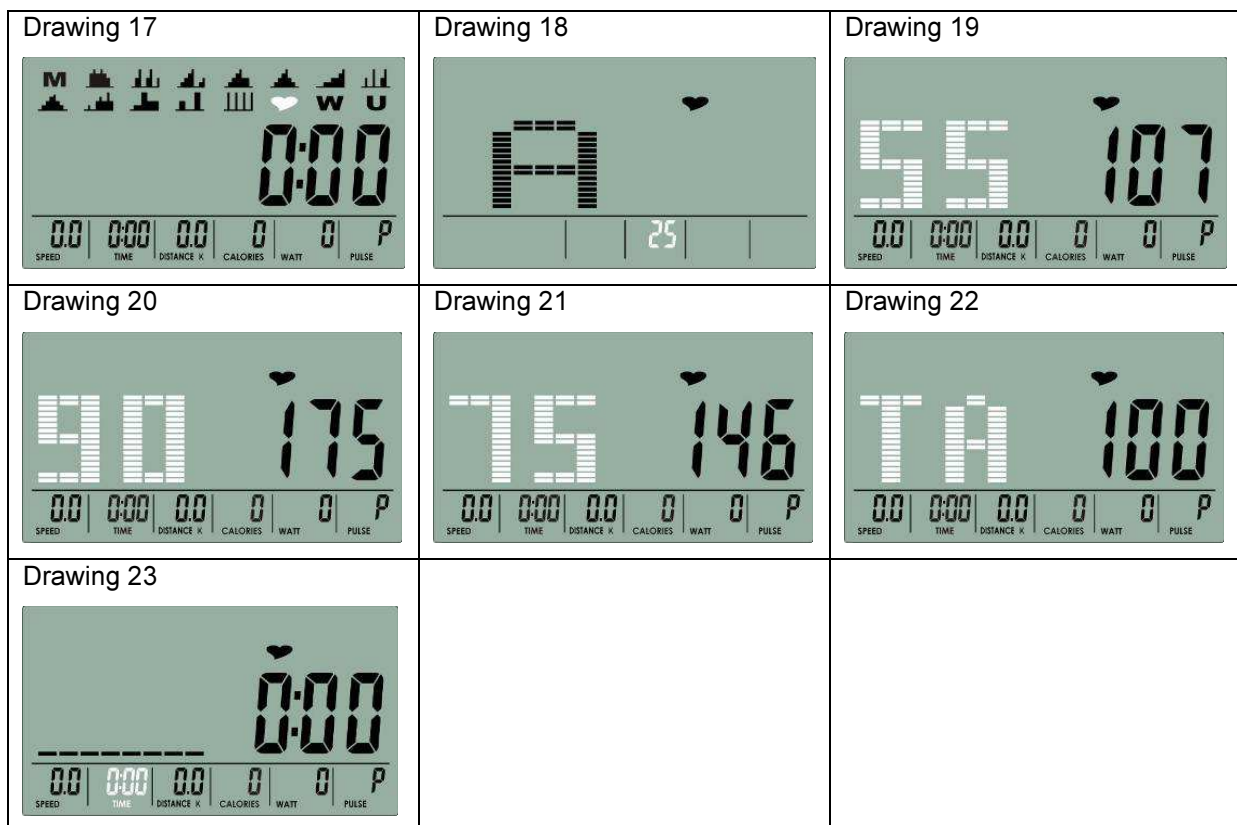 Drawing 17
M
W U
0:00
0.0 0:00 0.0 0 0 P
SPEED TIME DISTANCE K CALORIES WATT PULSE
Drawing 18
A
25
Drawing 19
55 107
0.0 0:00 0.0 0 0 P
SPEED TIME DISTANCE K CALORIES WATT PULSE
Drawing 20
90 175
0.0 0:00 0.0 0 0 P
SPEED TIME DISTANCE K CALORIES WATT PULSE
Drawing 21
75 146
0.0 0:00 0.0 0 0 P
SPEED TIME DISTANCE K CALORIES WATT PULSE
Drawing 22
TA 100
0.0 0:00 0.0 0 0 P
SPEED TIME DISTANCE K CALORIES WATT PULSE
Drawing 23
0:00
0.0 0:00 0.0 0 0 P
SPEED TIME DISTANCE K CALORIES WATT PULSE